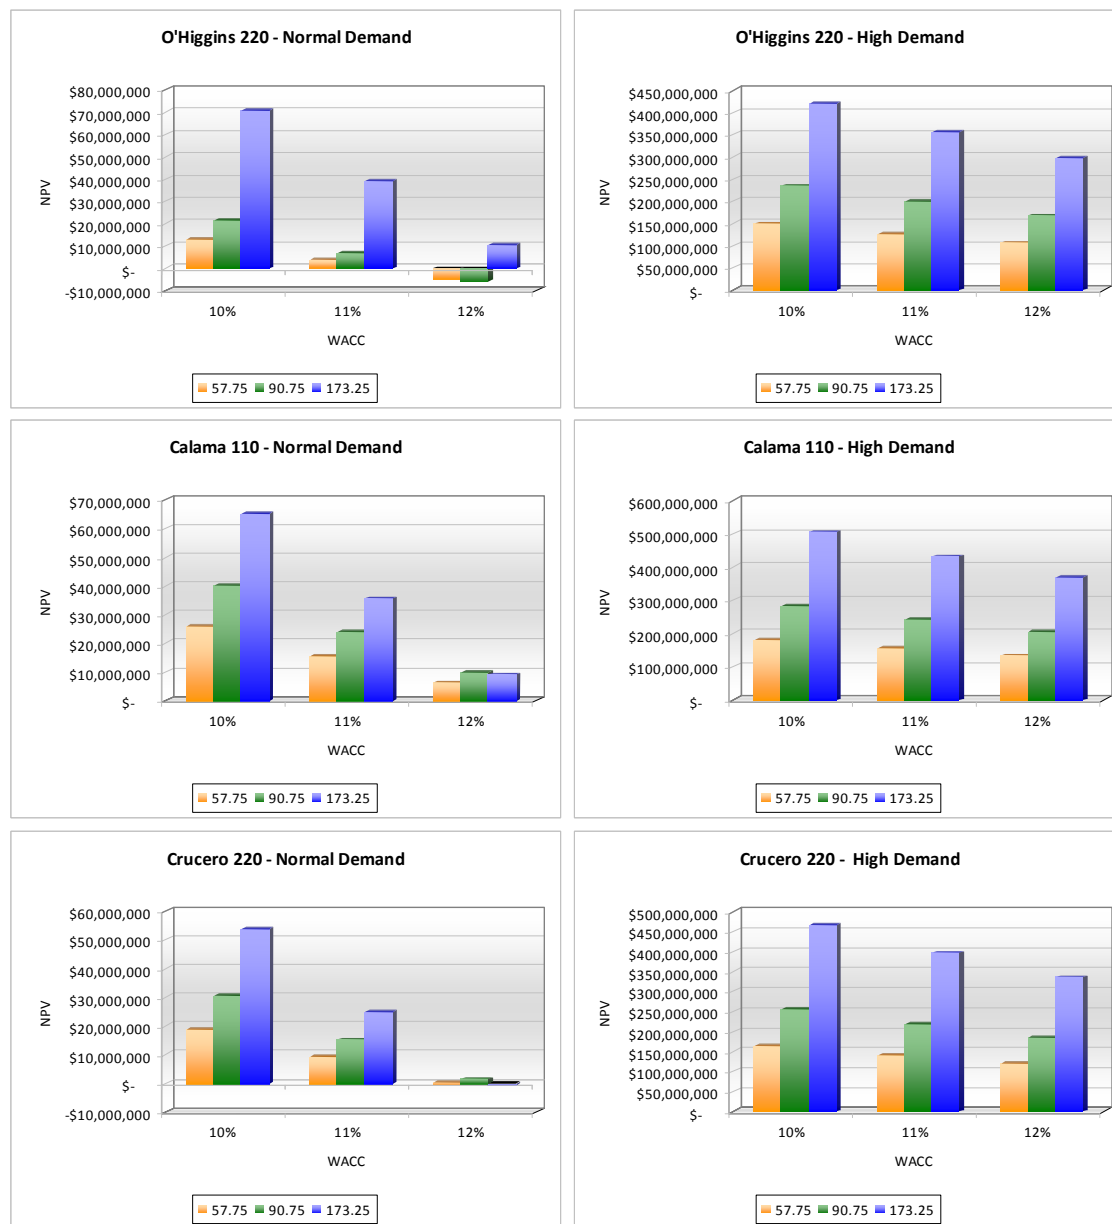 O'Higgins 220 - Normal Demand
$80,000,000
$70,000,000
$60,000,000
$50,000,000
$40,000,000
$30,000,000
$20,000,000
$10,000,000
$-
-$10,000,000
NPV
10% 11% 12%
WACC
57.75 90.75 173.25
O'Higgins 220 - High Demand
$450,000,000
$400,000,000
$350,000,000
$300,000,000
$250,000,000
$200,000,000
$150,000,000
$100,000,000
$50,000,000
$-
NPV
10% 11% 12%
WACC
57.75 90.75 173.25
Calama 110 - Normal Demand
$70,000,000
$60,000,000
$50,000,000
$40,000,000
$30,000,000
$20,000,000
$10,000,000
$-
NPV
10% 11% 12%
WACC
57.75 90.75 173.25
Calama 110 - High Demand
$600,000,000
$500,000,000
$400,000,000
$300,000,000
$200,000,000
$100,000,000
$-
NPV
10% 11% 12%
WACC
57.75 90.75 173.25
Crucero 220 - Normal Demand
$60,000,000
$50,000,000
$40,000,000
$30,000,000
$20,000,000
$10,000,000
$-
-$10,000,000
NPV
10% 11% 12%
WACC
57.75 90.75 173.25
Crucero 220 - High Demand
$500,000,000
$450,000,000
$400,000,000
$350,000,000
$300,000,000
$250,000,000
$200,000,000
$150,000,000
$100,000,000
$50,000,000
$-
NPV
10% 11% 12%
WACC
57.75 90.75 173.25